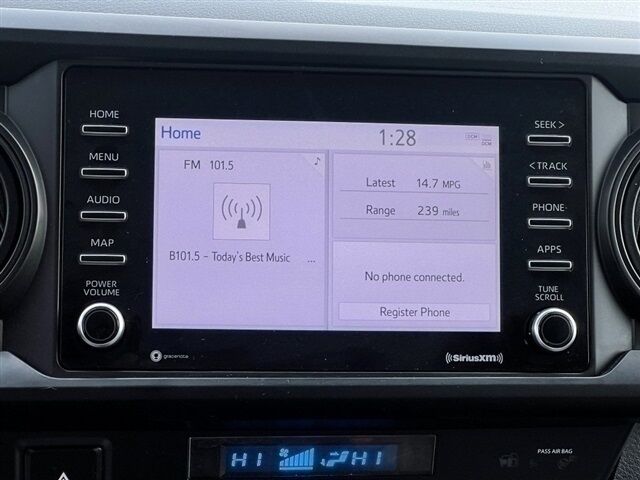 HOME
MENU
AUDIO
MAP
POWER
VOLUME
Home
1:28
DCM
DCM
FM 101.5
B101.5 - Today's Best Music ...
Latest 14.7 MPG
Range 239 miles
No phone connected.
Register Phone
SEEK >
< TRACK
PHONE
APPS
TUNE
SCROLL
gracenote
((SiriusXM))
HI HI
PASS AIR BAG